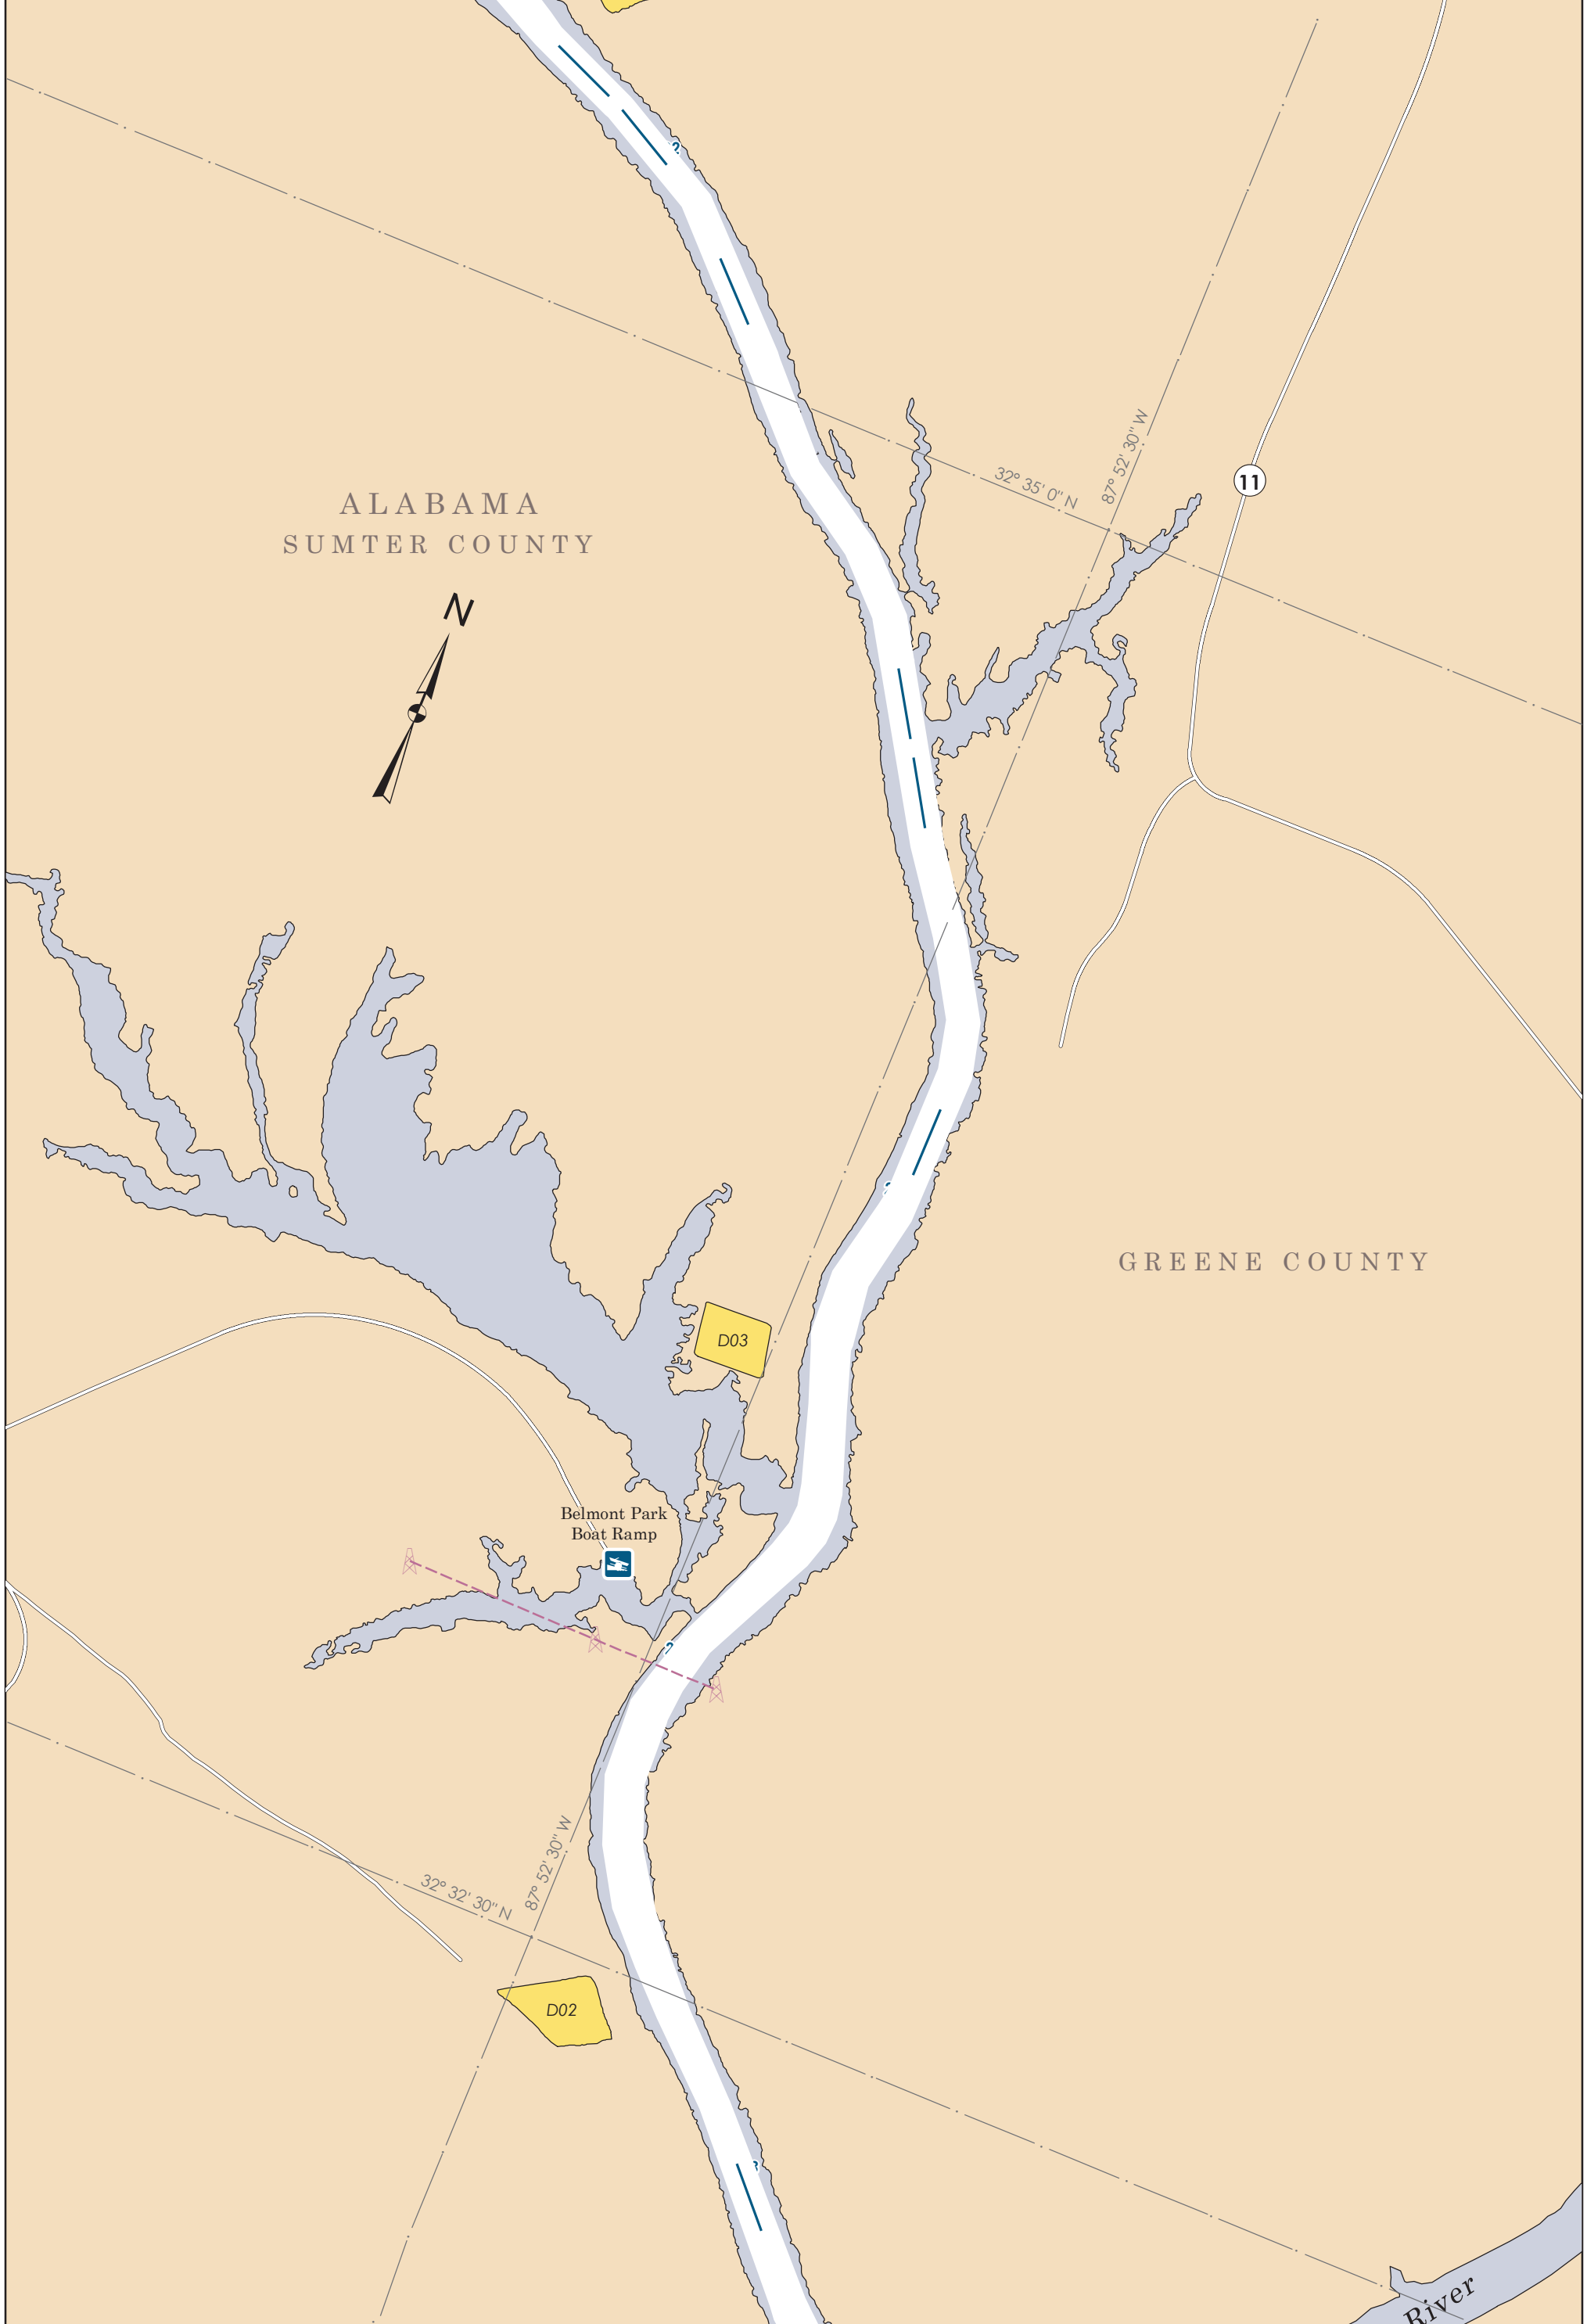 32° 35' 0" N
87° 52' 30" W
11
ALABAMA
SUMTER COUNTY
N
GREENE COUNTY
D03
Belmont Park
Boat Ramp
87° 52' 30" W
32° 32' 30" N
D02
River